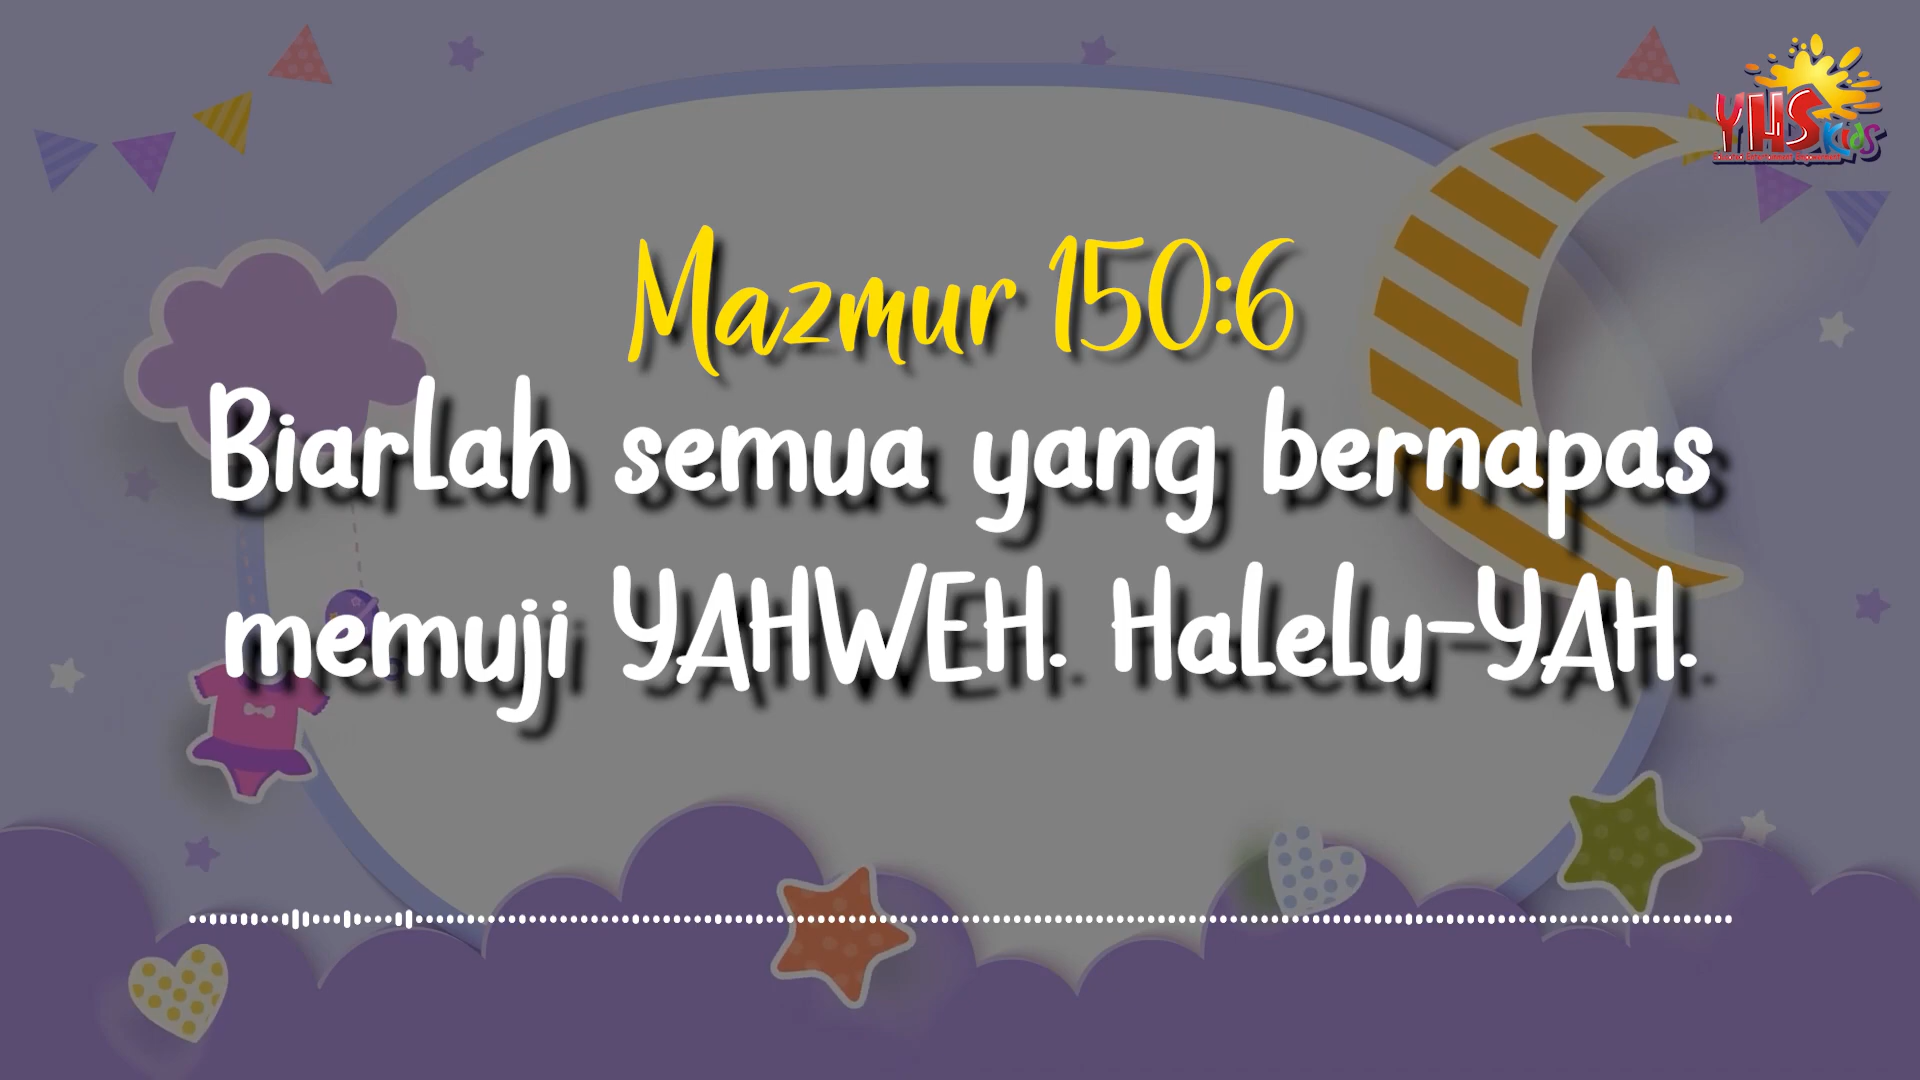 YHS Kids
Mazmur 150:6
Biarlah semua yang bernapas
memuji YAHWEH. Halelu-YAH.